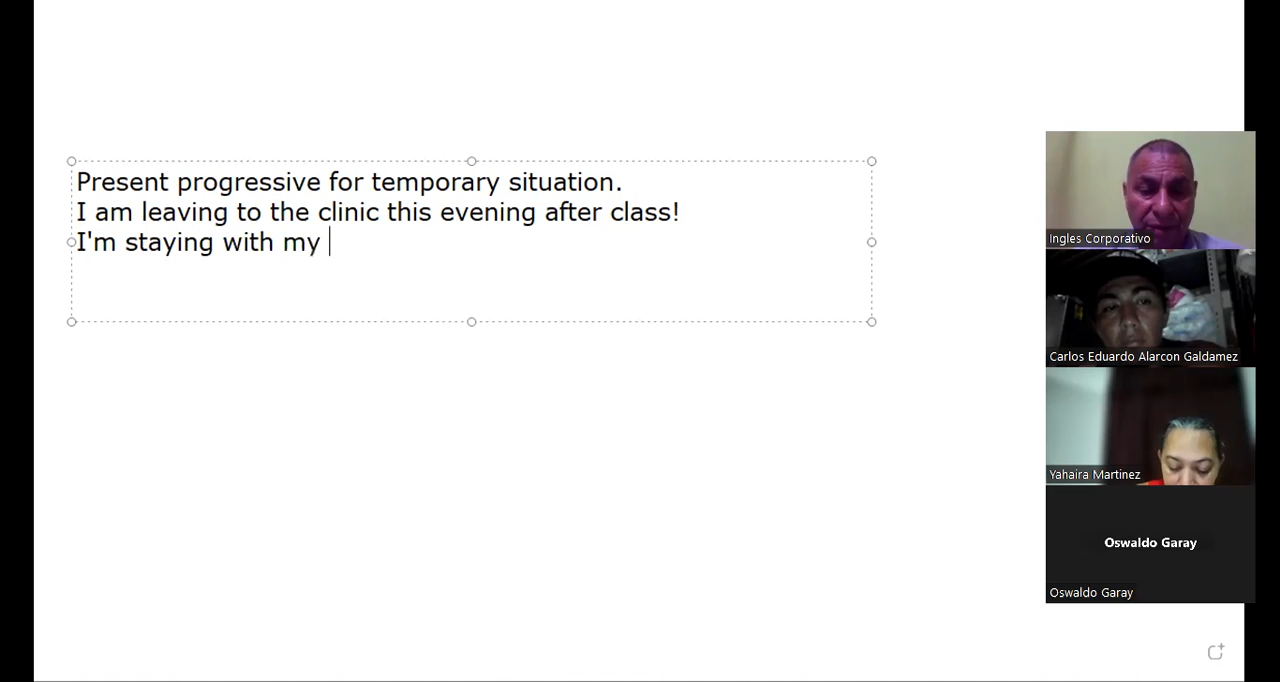 Present progressive for temporary situation.
I am leaving to the clinic this evening after class!
I'm staying with my
Ingles Corporativo
Carlos Eduardo Alarcon Galdamez
Yahaira Martinez
Oswaldo Garay
Oswaldo Garay